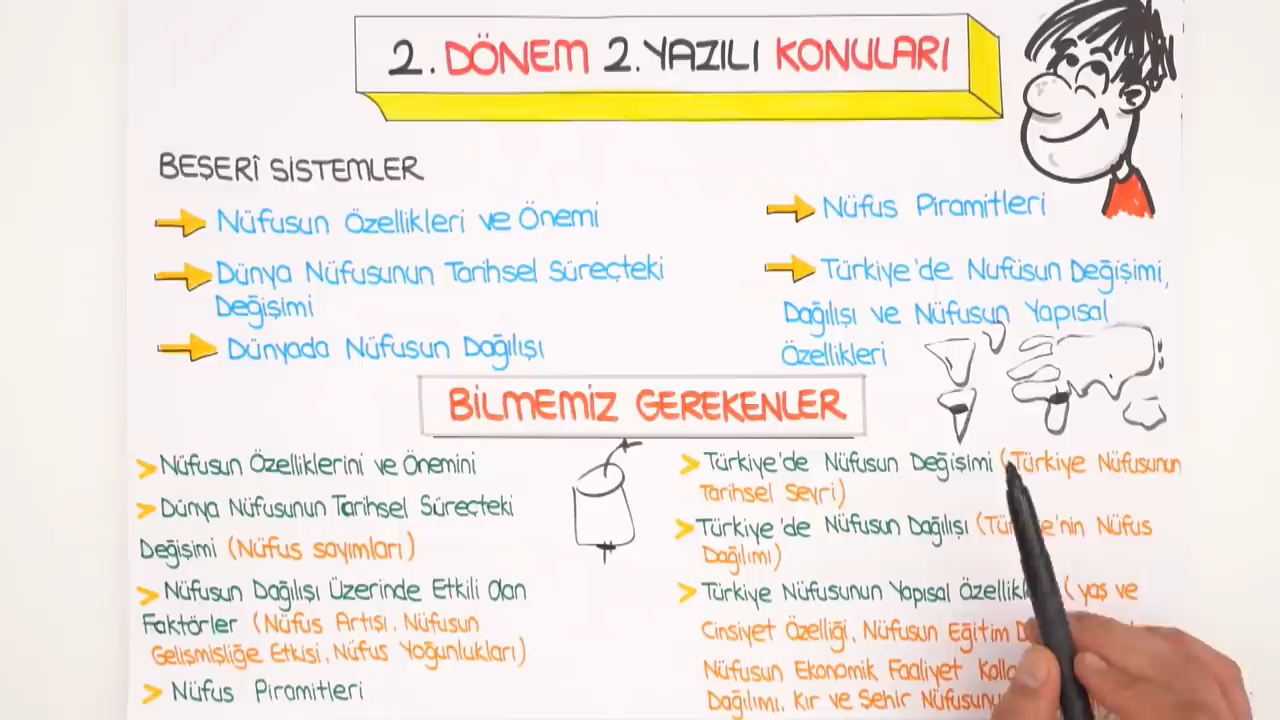 2. DÖNEM 2. YAZILI KONULARI
BEŞERÎ SİSTEMLER
Nüfusun Özellikleri ve Önemi
Dünya Nüfusunun Tarihsel Süreçteki
Değişimi
Dünyada Nüfusun Dağılışı
Nüfus Piramitleri
Türkiye'de Nufüsun Değişimi,
Dağılışı ve Nüfusun Yapısal
Özellikleri
BİLMEMİZ GEREKENLER
Nüfusun Özelliklerini ve Önemini
Dünya Nüfusunun Tarihsel Süreçteki
Değişimi (Nüfus sayımları)
Nüfusun Dağılışı Üzerinde Etkili Olan
Faktörler (Nüfus Artışı, Nüfusun
Gelişmişliğe Etkisi, Nüfus Yoğunlukları)
Nüfus Piramitleri
Türkiye'de Nüfusun Değişimi (Türkiye Nüfusunun
Tarihsel Seyri)
Türkiye'de Nüfusun Dağılışı (Nüfus
Dağılımı)
Türkiye Nüfusunun Yapısal (yaş ve
Cinsiyet Özelliği, Nüfusun Eğitim
Nüfusun Ekonomik Faaliyet
Dağılımı, Kır ve Şehir